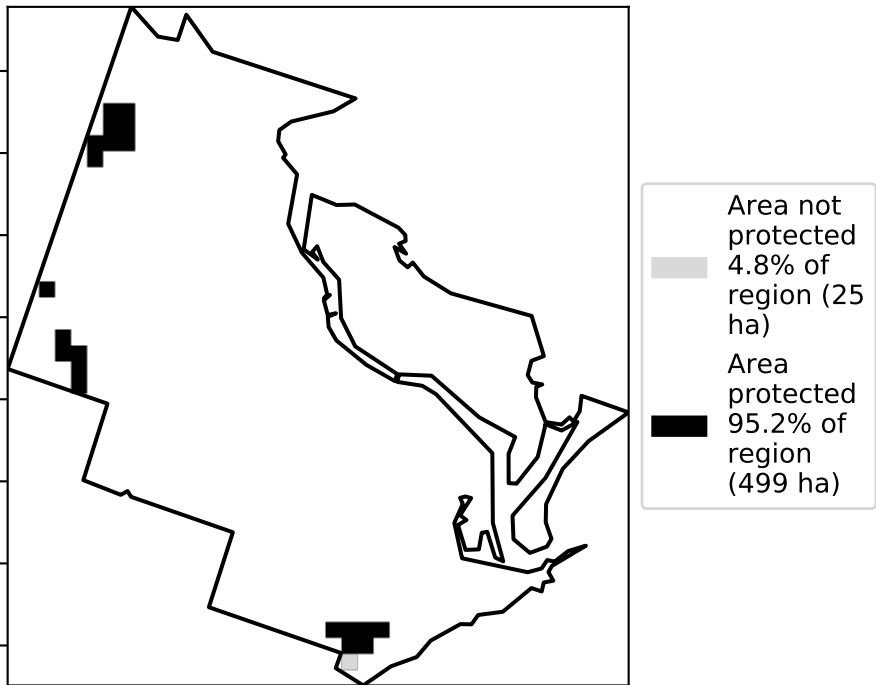 Area not
protected
4.8% of
region (25
ha)
Area
protected
95.2% of
region
(499 ha)